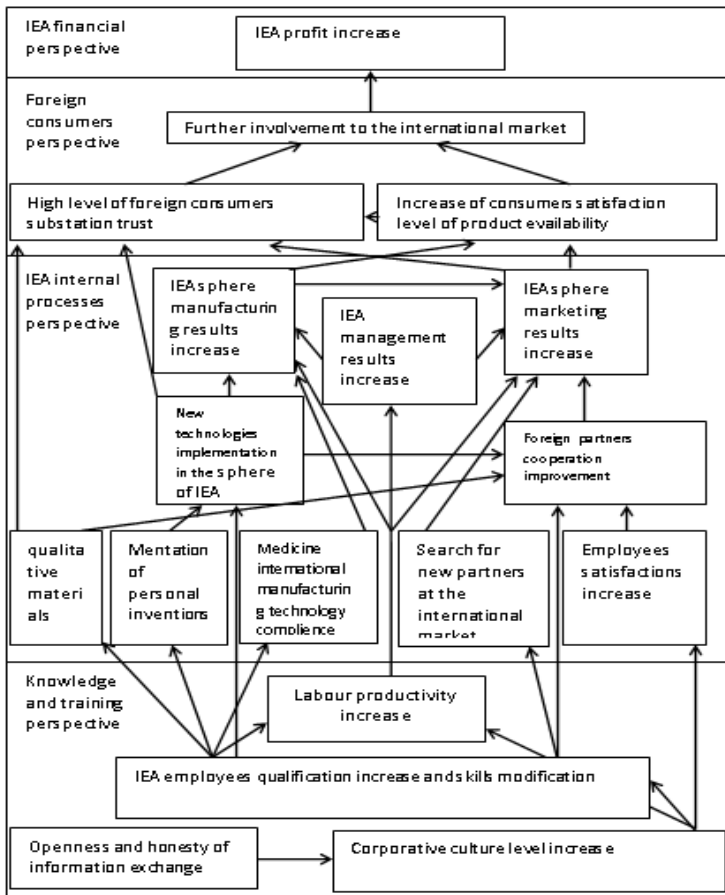 IEA financial
perspective
IEA profit increase
Foreign
consumers
perspective
Further involvement to the international market
High level of foreign consumers
substation trust
Increase of consumers satisfaction
level of product evailability
IEA internal
processes
perspective
IEA sphere
manufacturin
g results
increase
IEA
management
results
increase
IEA sphere
marketing
results
increase
New
technologies
implementation
in the sphere
of IEA
Foreign partners
cooperation
improvement
qualita
tive
materi
als
Mentation
of
personal
inventions
Medicine
international
manufacturin
g technology
complience
Search for
new partners
at the
international
market
Employees
satisfactions
increase
Knowledge
and training
perspective
Labour productivity
increase
IEA employees qualification increase and skills modification
Openness and honesty of
information exchange
Corporative culture level increase